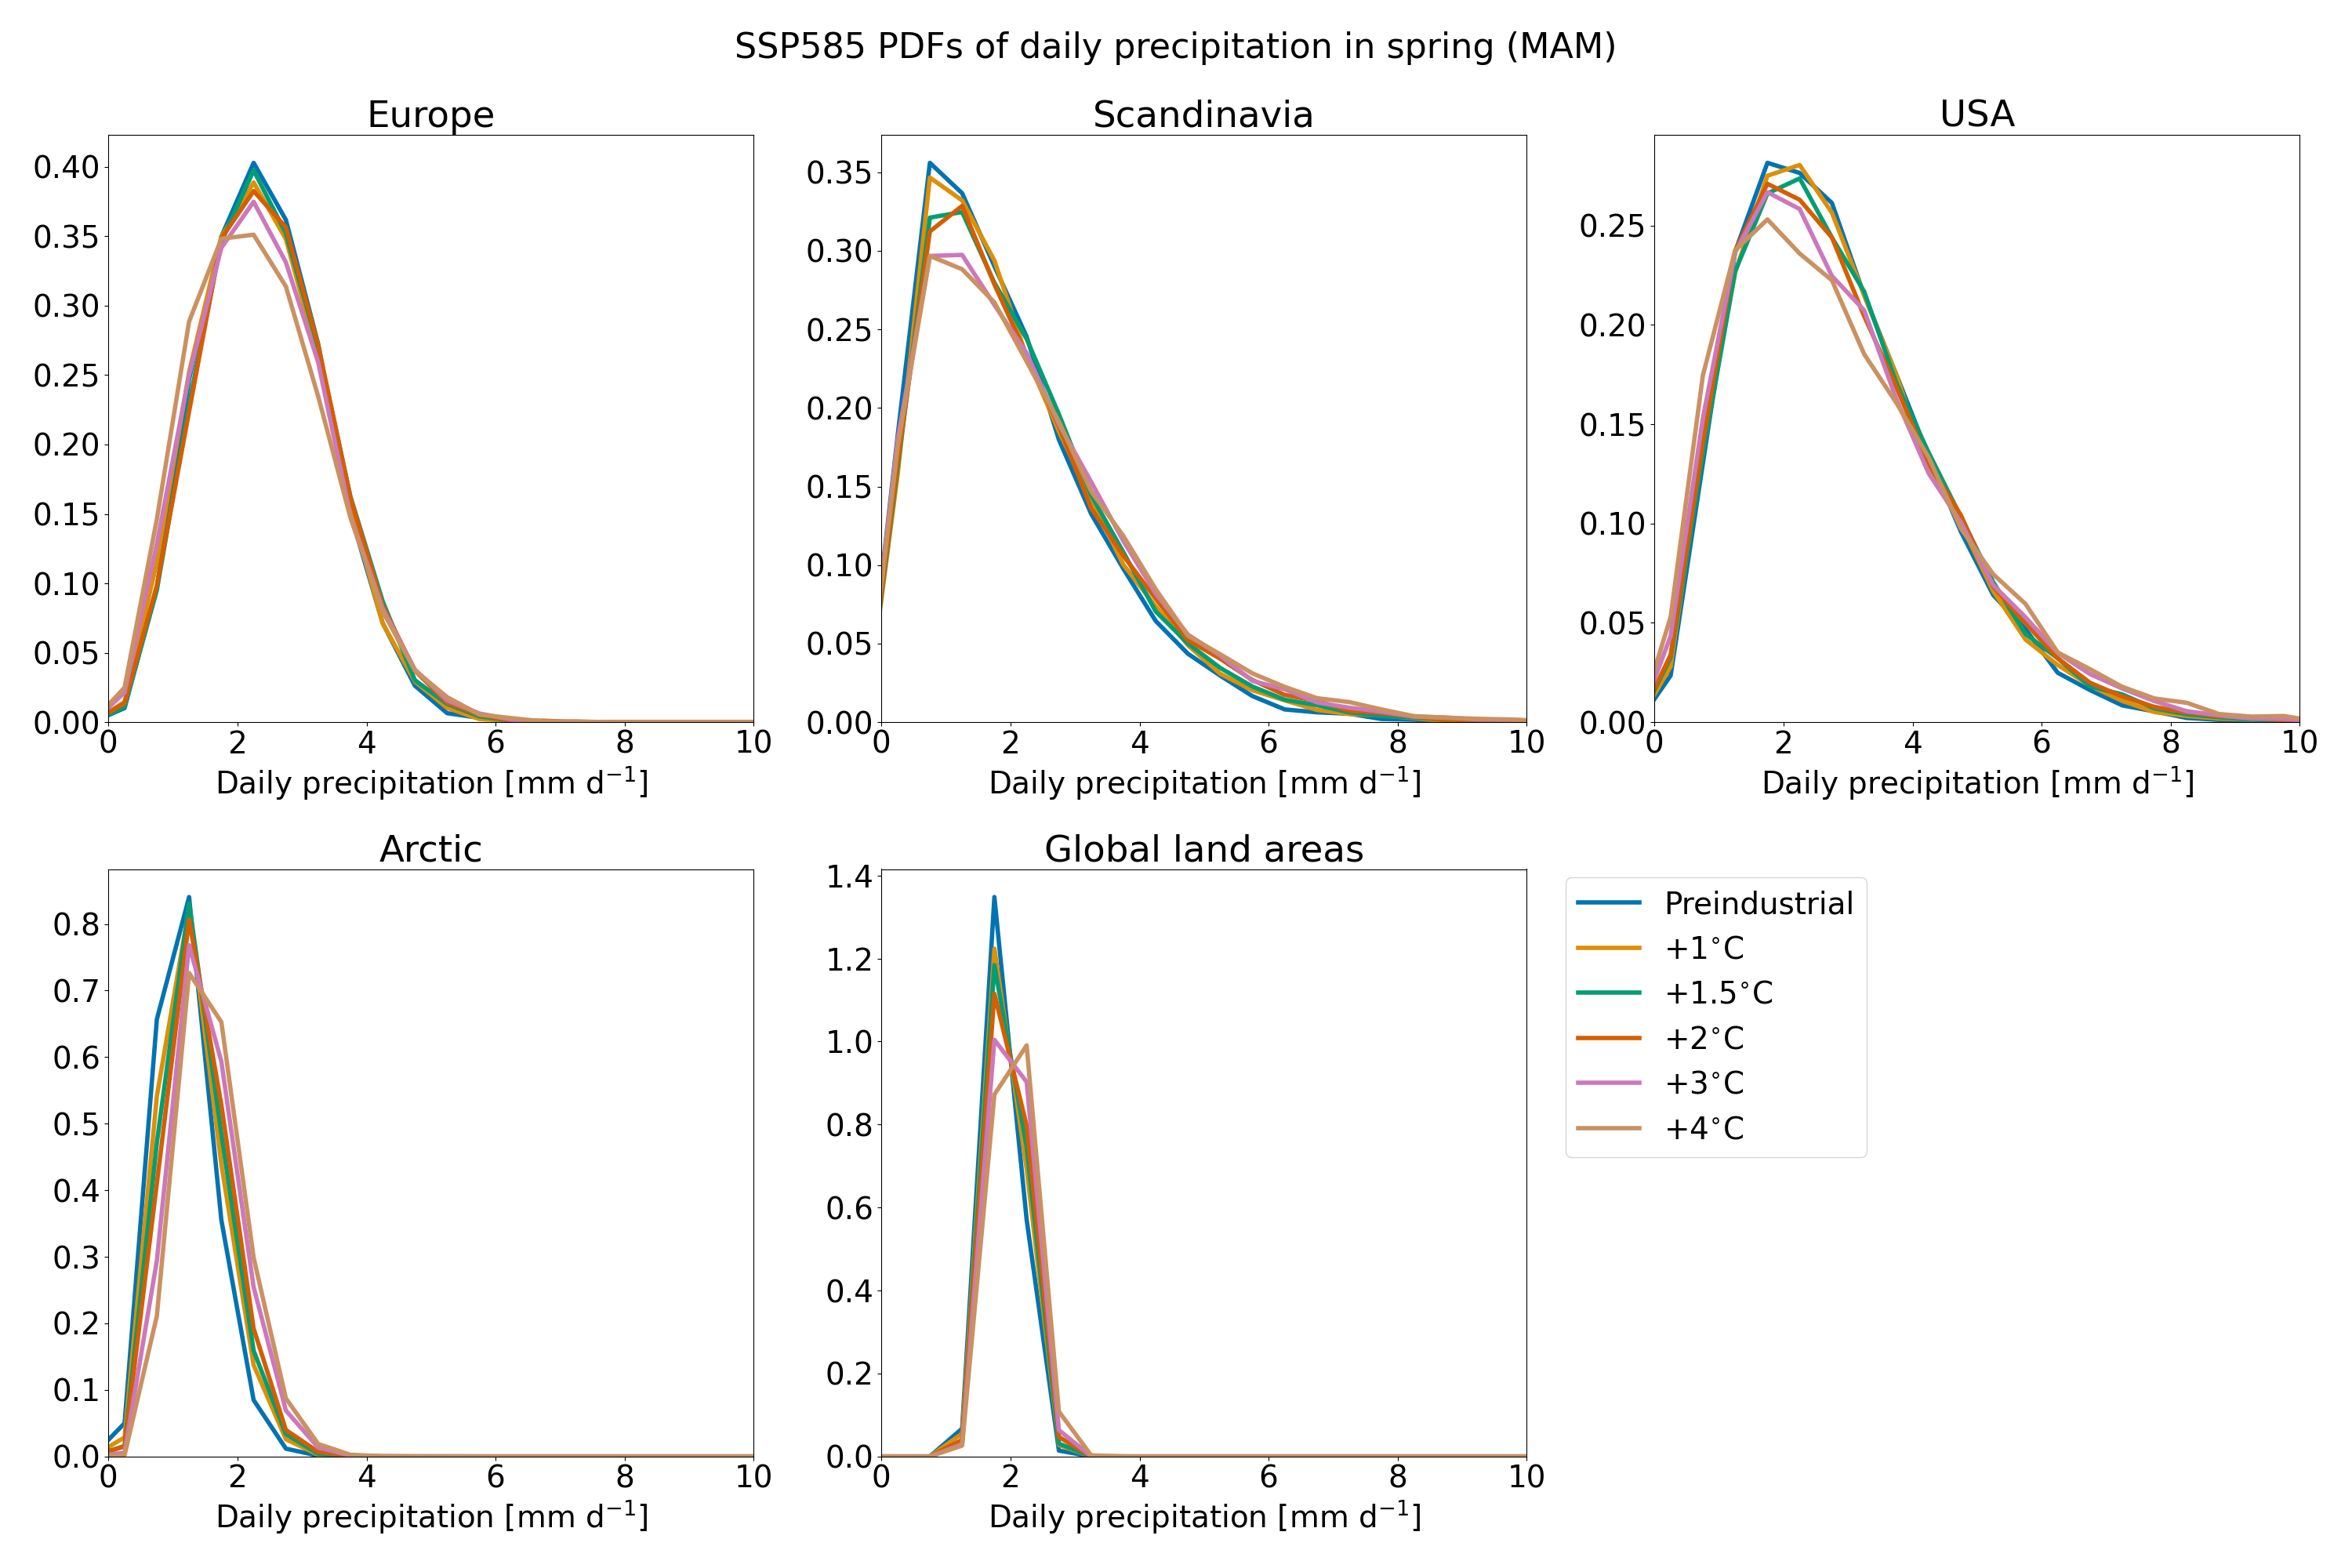 SSP585 PDFs of daily precipitation in spring (MAM)
Europe
0.40
0.35
0.30
0.25
0.20
0.15
0.10
0.05
0.00
0 2 4 6 8 10
Daily precipitation [mm d⁻¹]
Scandinavia
0.35
0.30
0.25
0.20
0.15
0.10
0.05
0.00
0 2 4 6 8 10
Daily precipitation [mm d⁻¹]
USA
0.25
0.20
0.15
0.10
0.05
0.00
0 2 4 6 8 10
Daily precipitation [mm d⁻¹]
Arctic
0.8
0.7
0.6
0.5
0.4
0.3
0.2
0.1
0.0
0 2 4 6 8 10
Daily precipitation [mm d⁻¹]
Global land areas
1.4
1.2
1.0
0.8
0.6
0.4
0.2
0.0
0 2 4 6 8 10
Daily precipitation [mm d⁻¹]
Preindustrial
+1°C
+1.5°C
+2°C
+3°C
+4°C